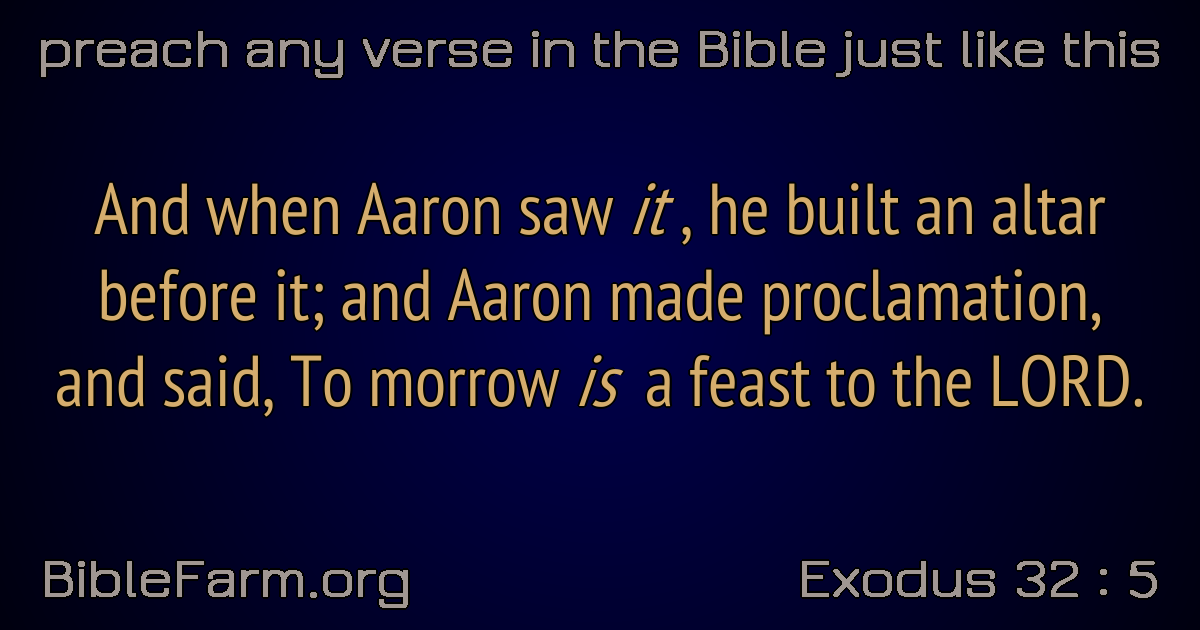 preach any verse in the Bible just like this
And when Aaron saw it , he built an altar
before it; and Aaron made proclamation,
and said, To morrow is a feast to the LORD.
BibleFarm.org
Exodus 32 : 5